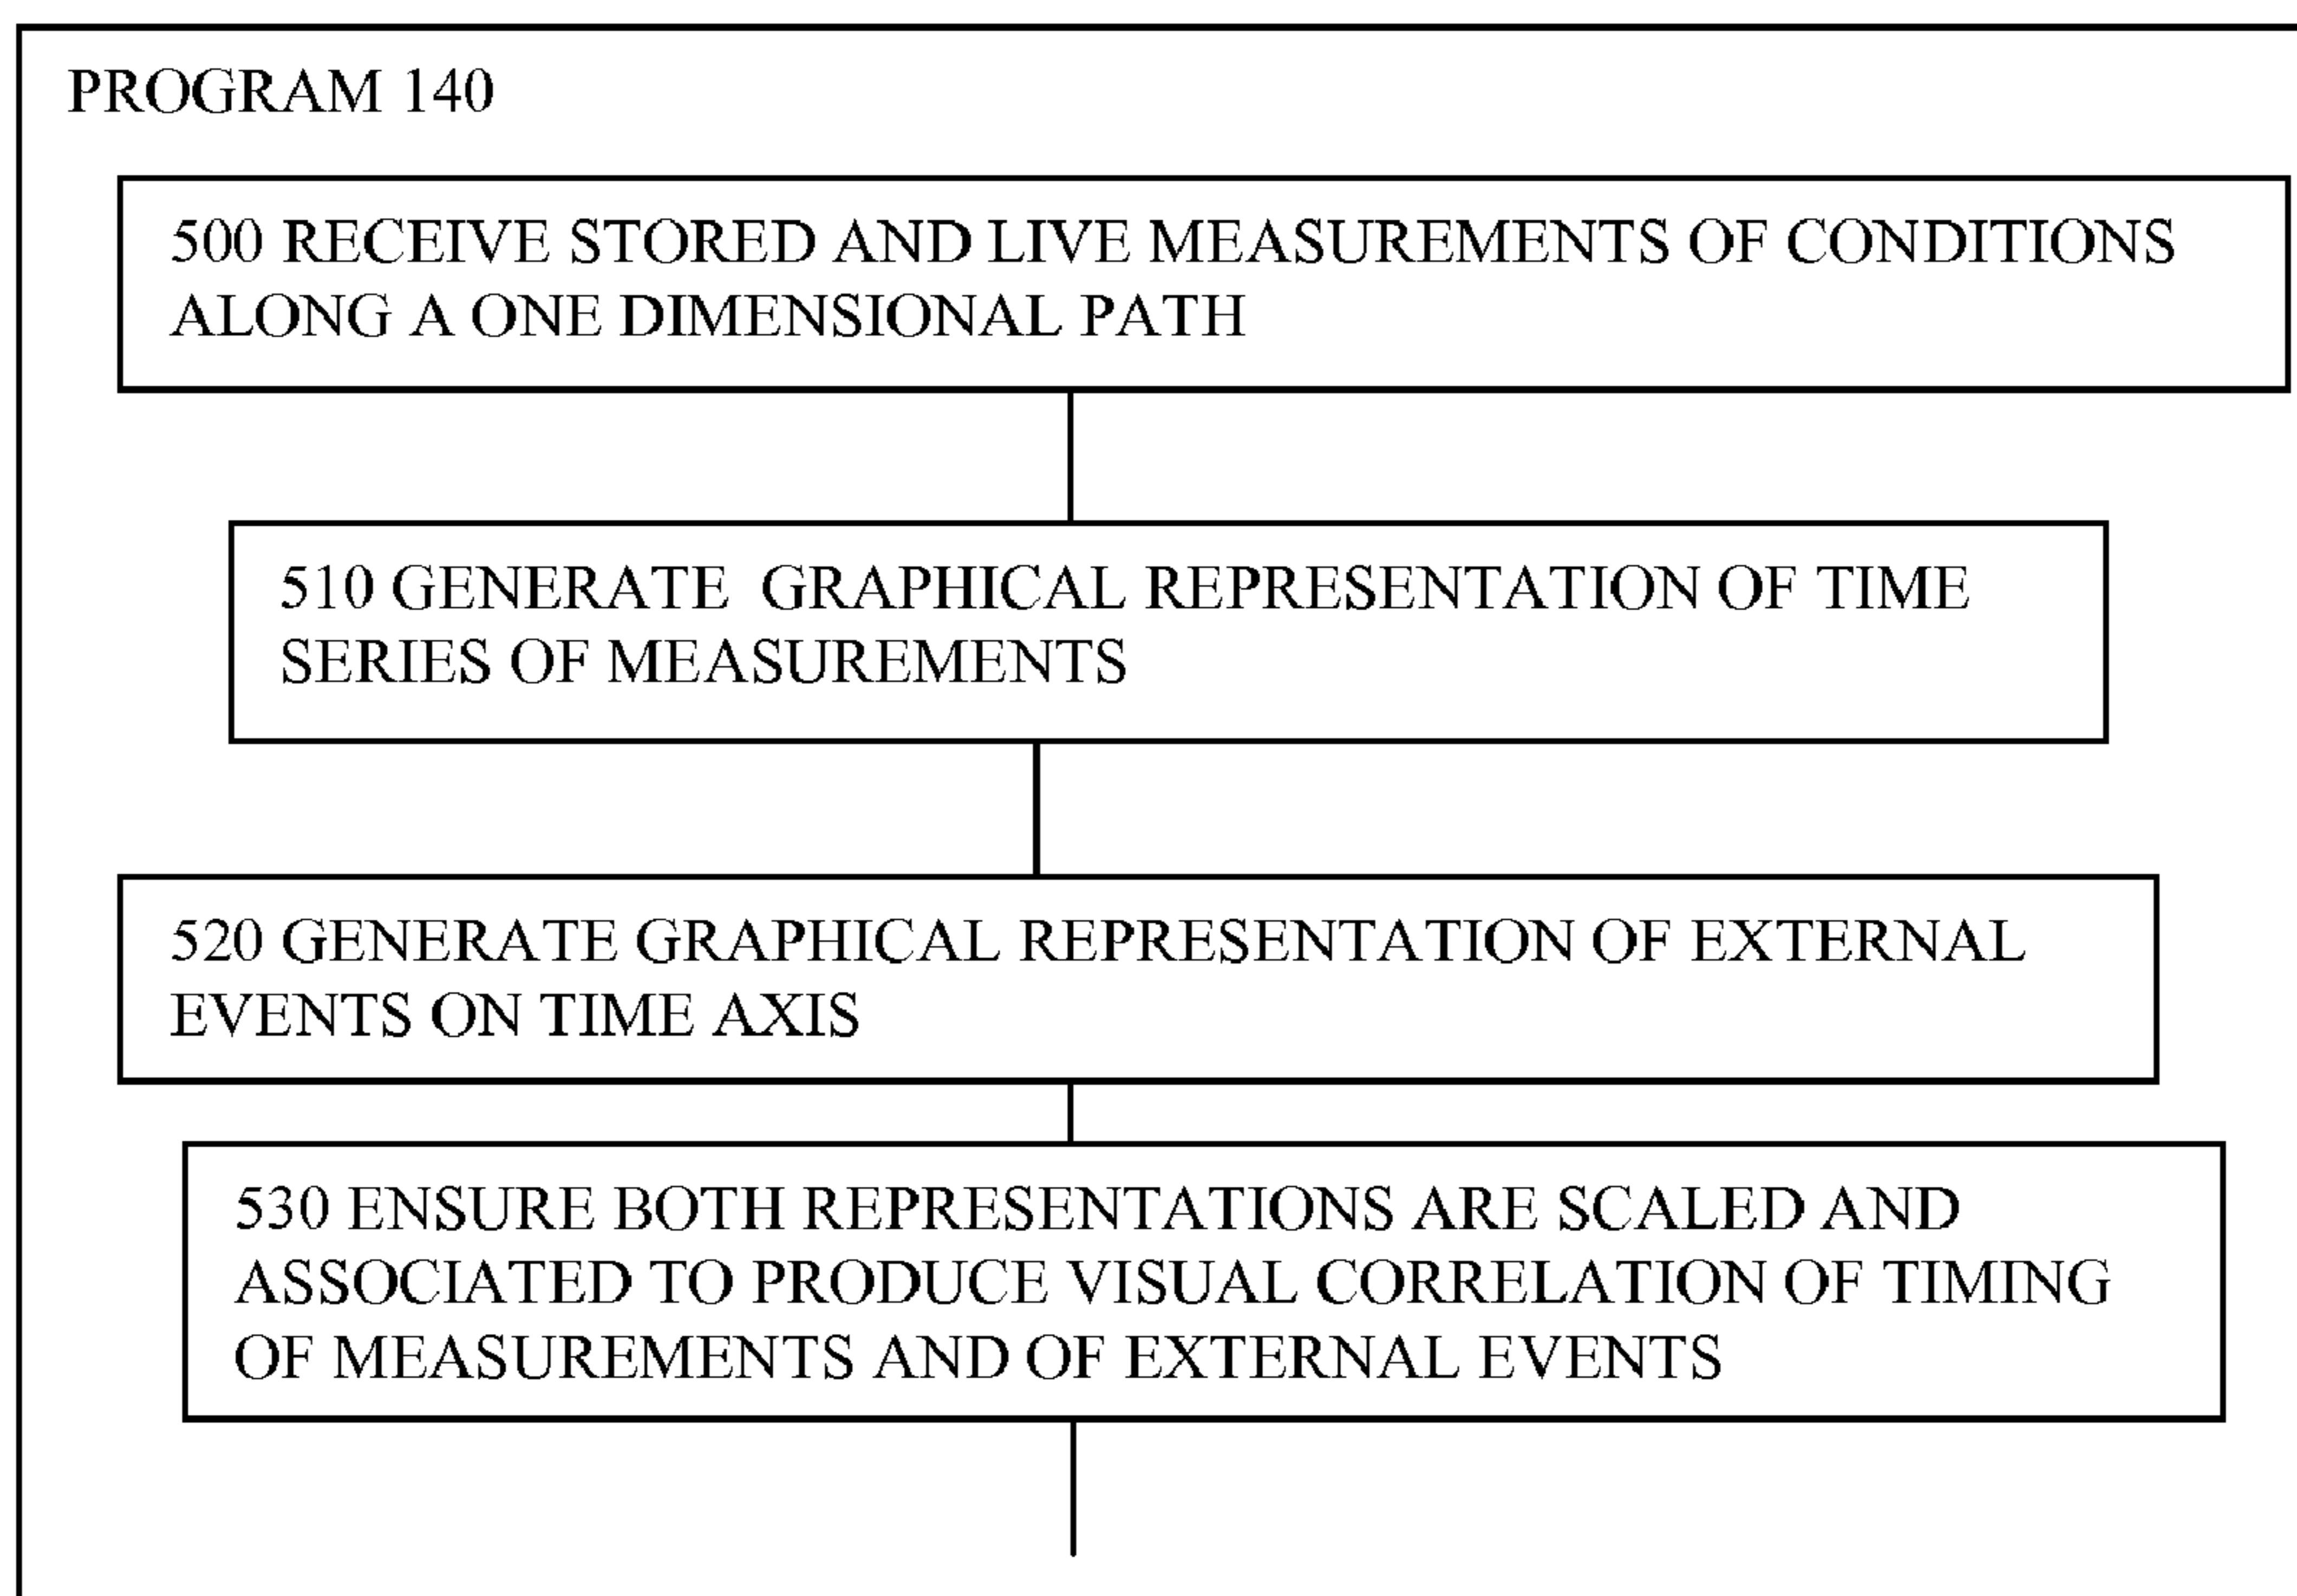 PROGRAM 140
500 RECEIVE STORED AND LIVE MEASUREMENTS OF CONDITIONS
ALONG A ONE DIMENSIONAL PATH
510 GENERATE GRAPHICAL REPRESENTATION OF TIME
SERIES OF MEASUREMENTS
520 GENERATE GRAPHICAL REPRESENTATION OF EXTERNAL
EVENTS ON TIME AXIS
530 ENSURE BOTH REPRESENTATIONS ARE SCALED AND
ASSOCIATED TO PRODUCE VISUAL CORRELATION OF TIMING
OF MEASUREMENTS AND OF EXTERNAL EVENTS